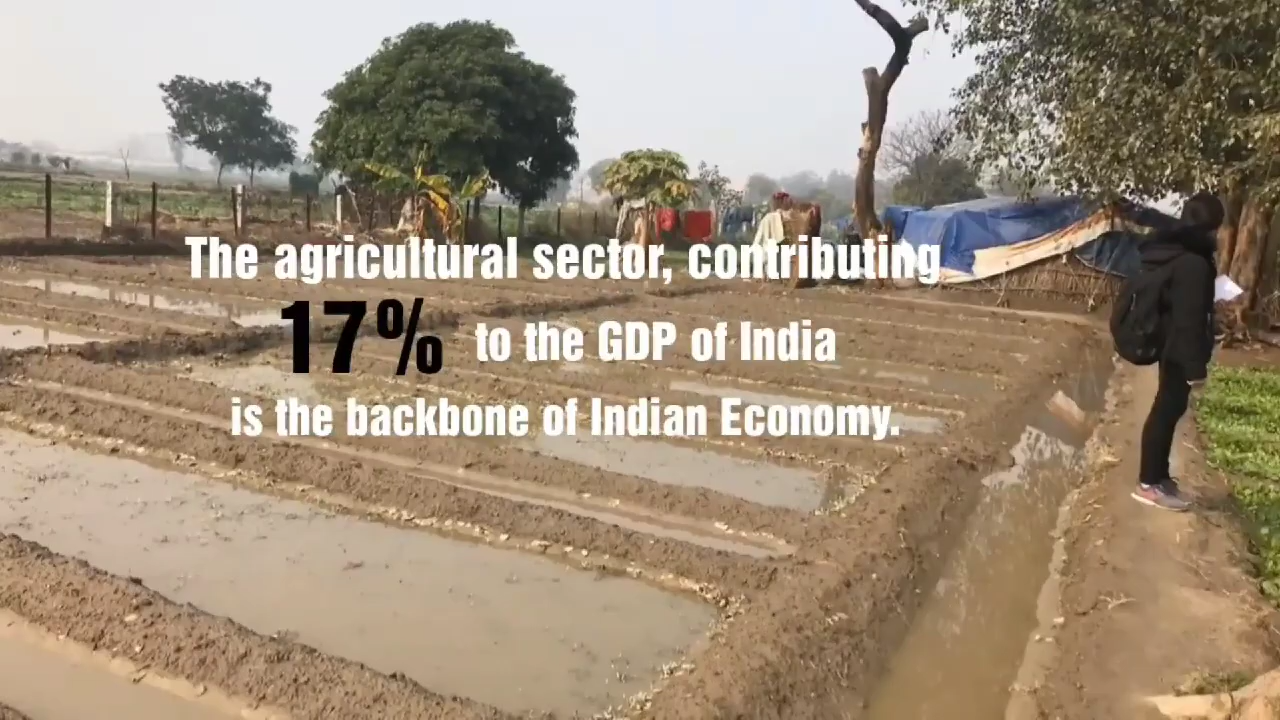 The agricultural sector, contributing
17% to the GDP of India
is the backbone of Indian Economy.